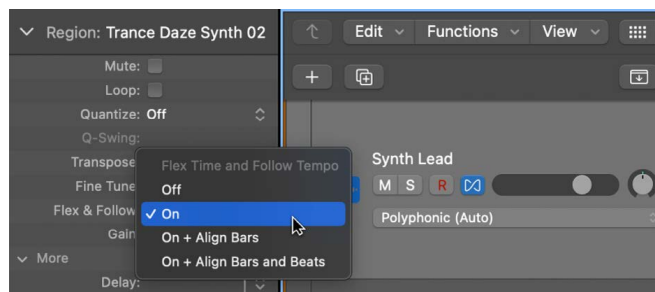 Region: Trance Daze Synth 02
Mute:
Loop:
Quantize: Off
Q-Swing:
Transpose
Fine Tune
Flex & Follow
Gain
More
Delay:
Flex Time and Follow Tempo
Off
✓ On
On + Align Bars
On + Align Bars and Beats
Edit
Functions
View
Synth Lead
M S R
Polyphonic (Auto)